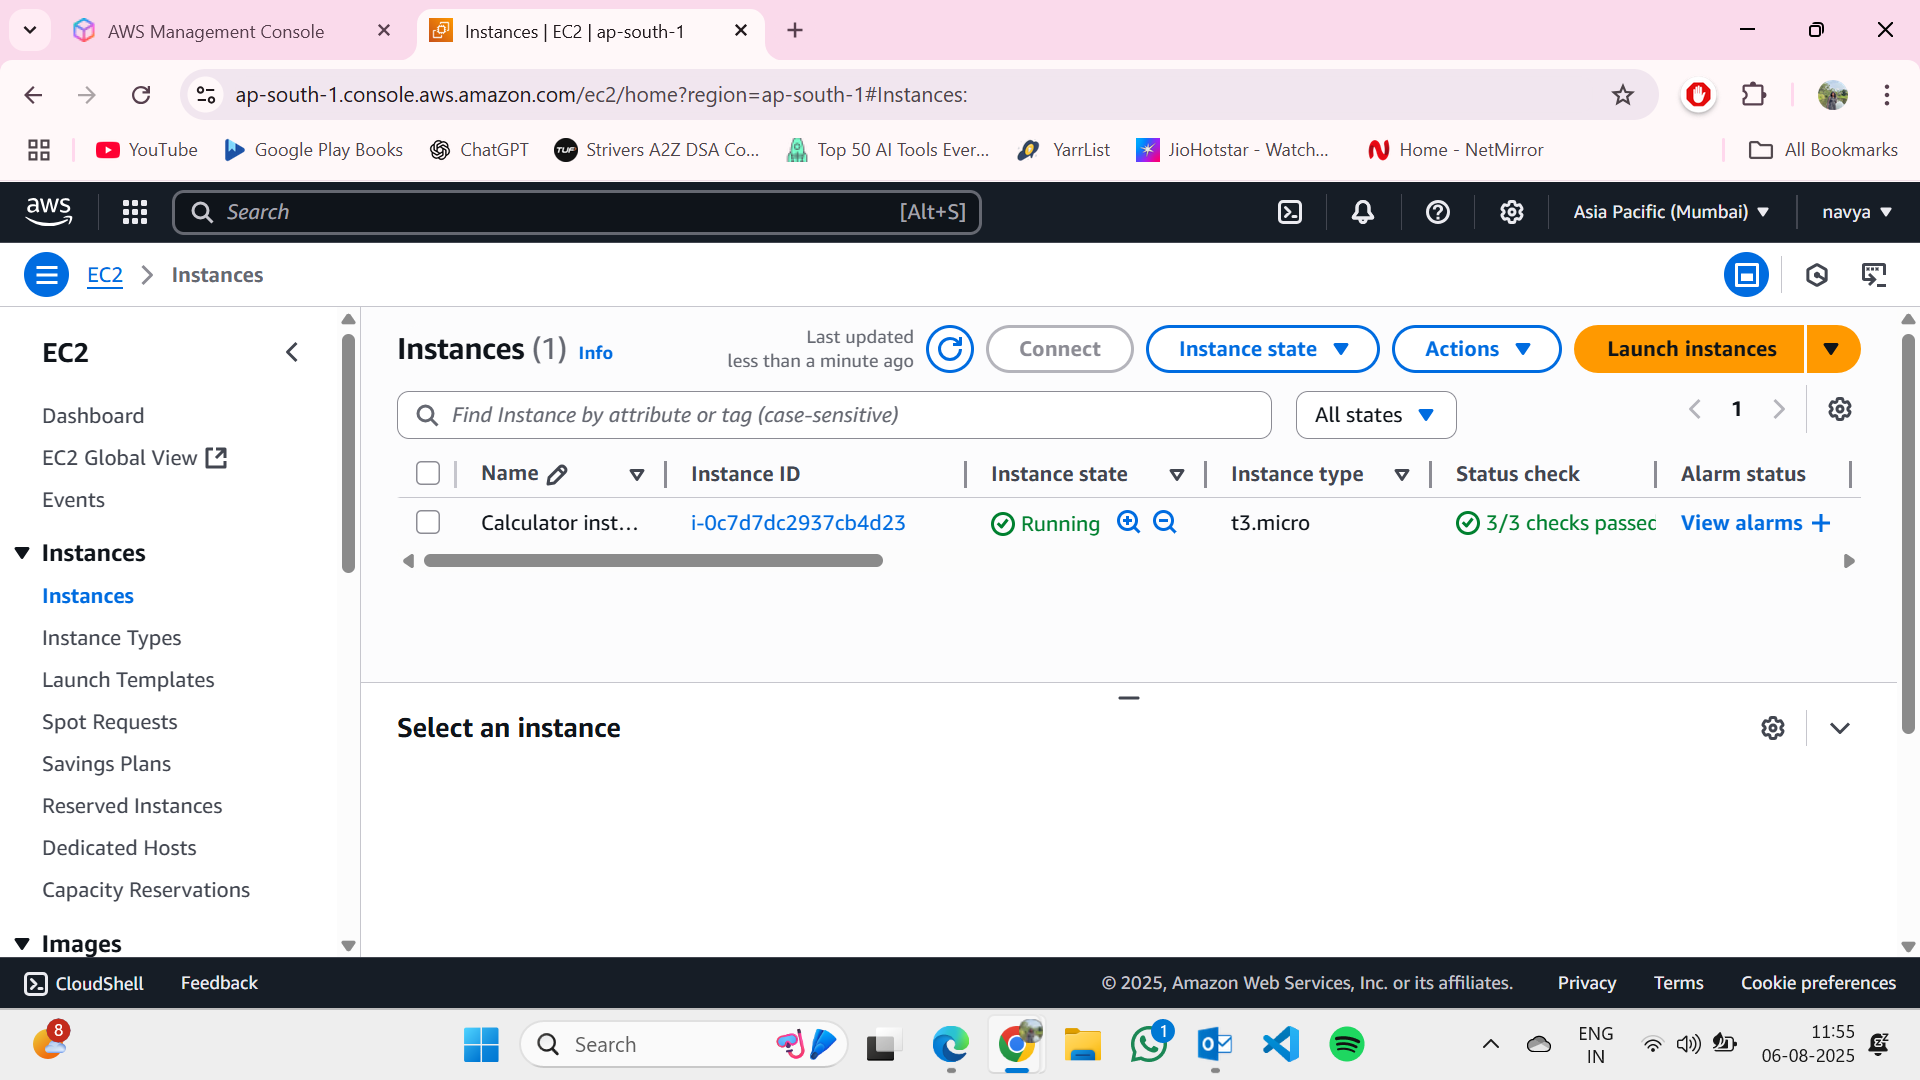 AWS Management Console
Instances | EC2 | ap-south-1
ap-south-1.console.aws.amazon.com/ec2/home?region=ap-south-1#Instances:
YouTube
Google Play Books
ChatGPT
TUF
Strivers A2Z DSA Co...
Top 50 AI Tools Ever...
YarrList
JioHotstar - Watch...
Home - NetMirror
All Bookmarks
aws
Search
[Alt+S]
Asia Pacific (Mumbai)
navya
EC2
Instances
EC2
Dashboard
EC2 Global View
Events
Instances
Instances
Instance Types
Launch Templates
Spot Requests
Savings Plans
Reserved Instances
Dedicated Hosts
Capacity Reservations
Images
Instances (1) Info
Last updated
less than a minute ago
Connect
Instance state
Actions
Launch instances
Find Instance by attribute or tag (case-sensitive)
All states
1
Name
Instance ID
Instance state
Instance type
Status check
Alarm status
Calculator inst...
i-0c7d7dc2937cb4d23
Running
t3.micro
3/3 checks passed
View alarms
Select an instance
CloudShell
Feedback
© 2025, Amazon Web Services, Inc. or its affiliates.
Privacy
Terms
Cookie preferences
8
Search
1
ENG
IN
11:55
06-08-2025